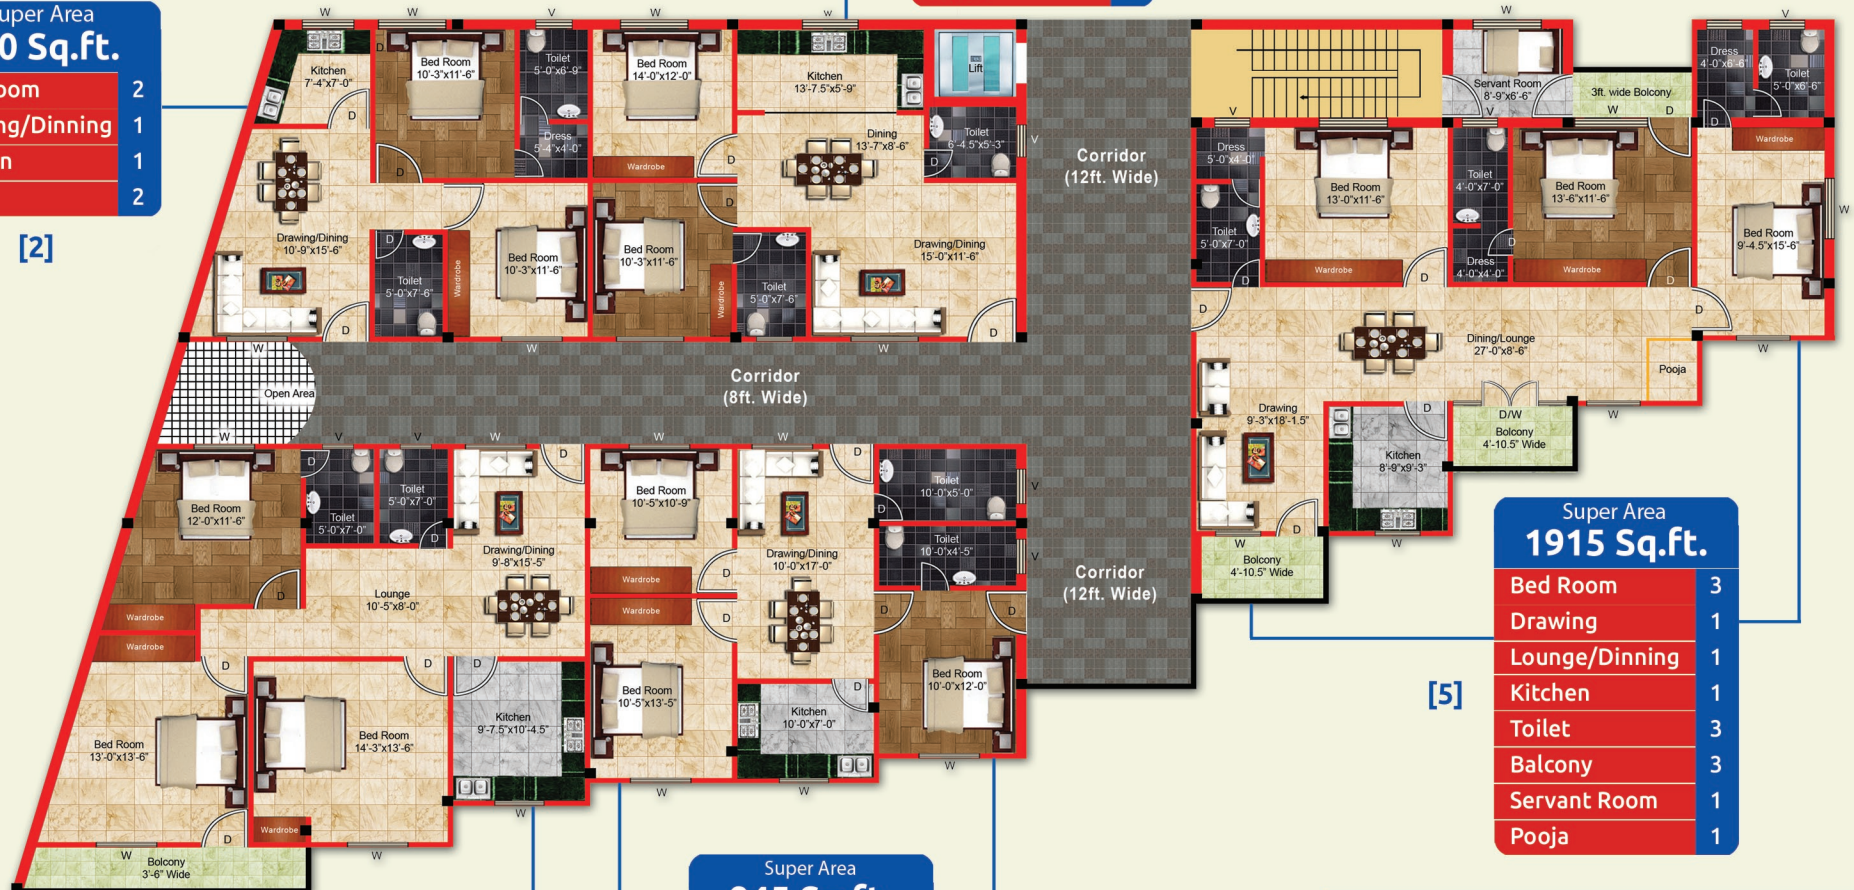 Super Area
0 Sq.ft.
oom 2
ng/Dinning 1
n 1
2
[2]
W
W
V
W
w
Kitchen
7'-4"x7'-0"
D
D
Bed Room
10'-3"x11'-6"
D
Toilet
5'-0"x6'-9"
Dress
5'-4"x4'-0"
Bed Room
14'-0"x12'-0"
Wardrobe
D
Kitchen
13'-7.5"x5'-9"
Lift
Dining
13'-7"x8'-6"
Toilet
6'-4.5"x5'-3"
D
V
Drawing/Dining
10'-9"x15'-6"
D
D
Toilet
5'-0"x7'-6"
Wardrobe
Bed Room
10'-3"x11'-6"
Bed Room
10'-3"x11'-6"
D
Wardrobe
Toilet
5'-0"x7'-6"
Drawing/Dining
15'-0"x11'-6"
D
W
W
W
Corridor
(12ft. Wide)
Open Area
Corridor
(8ft. Wide)
Corridor
(12ft. Wide)
W
Servant Room
8'-9"x6'-6"
3ft. wide Bolcony
W
D
V
V
V
Dress
4'-0"x6'-6"
Toilet
5'-0"x6'-6"
D
Dress
5'-0"x4'-0"
Toilet
5'-0"x7'-0"
D
Bed Room
13'-0"x11'-6"
Wardrobe
D
Toilet
4'-0"x7'-0"
D
Dress
4'-0"x4'-0"
Bed Room
13'-6"x11'-6"
Wardrobe
D
Wardrobe
Bed Room
9'-4.5"x15'-6"
W
D
W
D
Dining/Lounge
27'-0"x8'-6"
Pooja
Drawing
9'-3"x18'-1.5"
D
Kitchen
8'-9"x9'-3"
D/W
Bolcony
4'-10.5" Wide
W
W
D
W
Bolcony
4'-10.5" Wide
W
V
V
W
W
W
Bed Room
12'-0"x11'-6"
D
Wardrobe
Wardrobe
D
Toilet
5'-0"x7'-0"
Toilet
5'-0"x7'-0"
D
Drawing/Dining
9'-8"x15'-5"
D
Lounge
10'-5"x8'-0"
Bed Room
10'-5"x10'-9"
Wardrobe
D
Wardrobe
D
Drawing/Dining
10'-0"x17'-0"
D
Toilet
10'-0"x5'-0"
D
V
Toilet
10'-0"x4'-5"
D
V
D
D
Bed Room
10'-0"x12'-0"
W
D
Bed Room
13'-0"x13'-6"
D
W
Bolcony
3'-6" Wide
D
Bed Room
14'-3"x13'-6"
Wardrobe
W
D
Kitchen
9'-7.5"x10'-4.5"
W
Bed Room
10'-5"x13'-5"
W
D
Kitchen
10'-0"x7'-0"
W
Super Area
[5]
Super Area
1915 Sq.ft.
Bed Room 3
Drawing 1
Lounge/Dinning 1
Kitchen 1
Toilet 3
Balcony 3
Servant Room 1
Pooja 1